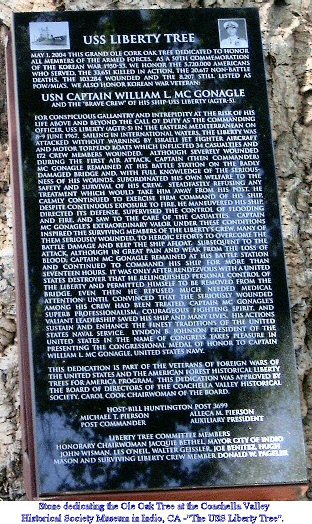 USS LIBERTY TREE
MAY 1, 2004 THIS GRAND OLE CORK OAK TREE DEDICATED TO HONOR
ALL MEMBERS OF THE ARMED FORCES. AS A 50TH COMMEMORATION
OF THE KOREAN WAR 1950-53. WE HONOR THE 5,720,000 AMERICANS
WHO SERVED, THE 33,651 KILLED IN ACTION, THE 20,617 NON-BATTLE
DEATHS, THE 103,284 WOUNDED AND THE 8,207 STILL LISTED AS
POW/MIA'S. WE ALSO HONOR KOREAN WAR VETERAN:
USN CAPTAIN WILLIAM L. MC GONAGLE
AND THE "BRAVE CREW" OF HIS SHIP-USS LIBERTY (AGTR-5).
FOR CONSPICUOUS GALLANTRY AND INTREPIDITY AT THE RISK OF HIS
LIFE ABOVE AND BEYOND THE CALL OF DUTY AS THE COMMANDING
OFFICER, USS LIBERTY (AGTR-5) IN THE EASTERN MEDITERRANEAN ON
8-9 JUNE 1967. SAILING IN INTERNATIONAL WATERS, THE LIBERTY WAS
ATTACKED WITHOUT WARNING BY ISRAELI JET FIGHTER AIRCRAFT
AND MOTOR TORPEDO BOATS WHICH INFLICTED 34 CASUALTIES AND
172 CREW MEMBERS WOUNDED. ALTHOUGH SEVERELY WOUNDED
DURING THE FIRST AIR ATTACK, CAPTAIN (THEN COMMANDER)
MC GONAGLE REMAINED AT HIS BATTLE STATION ON THE BADLY
DAMAGED BRIDGE AND, WITH FULL KNOWLEDGE OF THE SERIOUS-
NESS OF HIS WOUNDS, SUBORDINATED HIS OWN WELFARE TO THE
SAFETY AND SURVIVAL OF HIS CREW. STEADFASTLY REFUSING ANY
TREATMENT WHICH WOULD TAKE HIM AWAY FROM HIS POST, HE
CALMLY CONTINUED TO EXERCISE FIRM COMMAND OF HIS SHIP.
DESPITE CONTINUOUS EXPOSURE TO FIRE, HE MANEUVERED HIS SHIP,
DIRECTED ITS DEFENSE, SUPERVISED THE CONTROL OF FLOODING
AND FIRE, AND SAW TO THE CARE OF THE CASUALTIES. CAPTAIN
MC GONAGLE'S EXTRAORDINARY VALOR UNDER THESE CONDITIONS
INSPIRED THE SURVIVING MEMBERS OF THE LIBERTY'S CREW, MANY OF
THEM SERIOUSLY WOUNDED, TO HEROIC EFFORTS TO OVERCOME THE
BATTLE DAMAGE AND KEEP THE SHIP AFLOAT. SUBSEQUENT TO THE
ATTACK, ALTHOUGH IN GREAT PAIN AND WEAK FROM THE LOSS OF
BLOOD, CAPTAIN MC GONAGLE REMAINED AT HIS BATTLE STATION
AND CONTINUED TO COMMAND HIS SHIP FOR MORE THAN
SEVENTEEN HOURS. IT WAS ONLY AFTER RENDEZVOUS WITH A UNITED
STATES DESTROYER THAT HE RELINQUISHED PERSONAL CONTROL OF
THE LIBERTY AND PERMITTED HIMSELF TO BE REMOVED FROM THE
BRIDGE. EVEN THEN HE REFUSED MUCH NEEDED MEDICAL
ATTENTION UNTIL CONVINCED THAT THE SERIOUSLY WOUNDED
AMONG HIS CREW HAD BEEN TREATED. CAPTAIN MC GONAGLE'S
SUPERB PROFESSIONALISM, COURAGEOUS FIGHTING SPIRIT, AND
VALIANT LEADERSHIP SAVED HIS SHIP AND MANY LIVES. HIS ACTIONS
SUSTAIN AND ENHANCE THE FINEST TRADITIONS OF THE UNITED
STATES NAVAL SERVICE. LYNDON B. JOHNSON PRESIDENT OF THE
UNITED STATES IN THE NAME OF CONGRESS TAKES PLEASURE IN
PRESENTING THE CONGRESSIONAL MEDAL OF HONOR TO CAPTAIN
WILLIAM L. MC GONAGLE, UNITED STATES NAVY.
THIS DEDICATION IS PART OF THE VETERANS OF FOREIGN WARS OF
THE UNITED STATES AND THE AMERICAN FOREST HISTORICAL LIBERTY
TREES FOR AMERICA PROGRAM. THIS DEDICATION WAS APPROVED BY
THE BOARD OF DIRECTORS OF THE COACHELLA VALLEY HISTORICAL
SOCIETY, CAROL COOK CHAIRWOMAN OF THE BOARD.
HOST-BILL HUNTINGTON POST 3699
MICHAEL T. PIERSON ALLECA M. PIERSON
POST COMMANDER AUXILIARY PRESIDENT
LIBERTY TREE COMMITTEE MEMBERS
HONORARY CHAIRWOMAN JACQUE BETHEL, MAYOR CITY OF INDIO
JOHN WISMAN, LES O'NEIL, WALTER GEISSLER, JOE BENITEZ, HUGH
MASON AND SURVIVING LIBERTY CREW MEMBER DONALD W. PAGELER
Stone dedicating the Ole Oak Tree at the Coachella Valley
Historical Society Museum in Indio, CA -"The USS Liberty Tree".